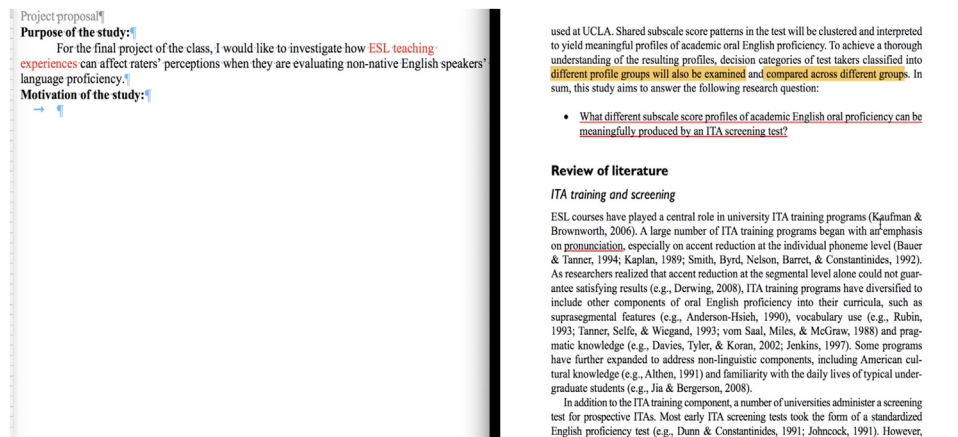 Project proposal¶
Purpose of the study:¶
For the final project of the class, I would like to investigate how ESL teaching
experiences can affect raters’ perceptions when they are evaluating non-native English speakers’
language proficiency.¶
Motivation of the study:¶
→ ¶
used at UCLA. Shared subscale score patterns in the test will be clustered and interpreted
to yield meaningful profiles of academic oral English proficiency. To achieve a thorough
understanding of the resulting profiles, decision categories of test takers classified into
different profile groups will also be examined and compared across different groups. In
sum, this study aims to answer the following research question:
• What different subscale score profiles of academic English oral proficiency can be
meaningfully produced by an ITA screening test?
Review of literature
ITA training and screening
ESL courses have played a central role in university ITA training programs (Kaufman &
Brownworth, 2006). A large number of ITA training programs began with an emphasis
on pronunciation, especially on accent reduction at the individual phoneme level (Bauer
& Tanner, 1994; Kaplan, 1989; Smith, Byrd, Nelson, Barret, & Constantinides, 1992).
As researchers realized that accent reduction at the segmental level alone could not guar-
antee satisfying results (e.g., Derwing, 2008), ITA training programs have diversified to
include other components of oral English proficiency into their curricula, such as
suprasegmental features (e.g., Anderson-Hsieh, 1990), vocabulary use (e.g., Rubin,
1993; Tanner, Selfe, & Wiegand, 1993; vom Saal, Miles, & McGraw, 1988) and prag-
matic knowledge (e.g., Davies, Tyler, & Koran, 2002; Jenkins, 1997). Some programs
have further expanded to address non-linguistic components, including American cul-
tural knowledge (e.g., Althen, 1991) and familiarity with the daily lives of typical under-
graduate students (e.g., Jia & Bergerson, 2008).
In addition to the ITA training component, a number of universities administer a screening
test for prospective ITAs. Most early ITA screening tests took the form of a standardized
English proficiency test (e.g., Dunn & Constantinides, 1991; Johncock, 1991). However,